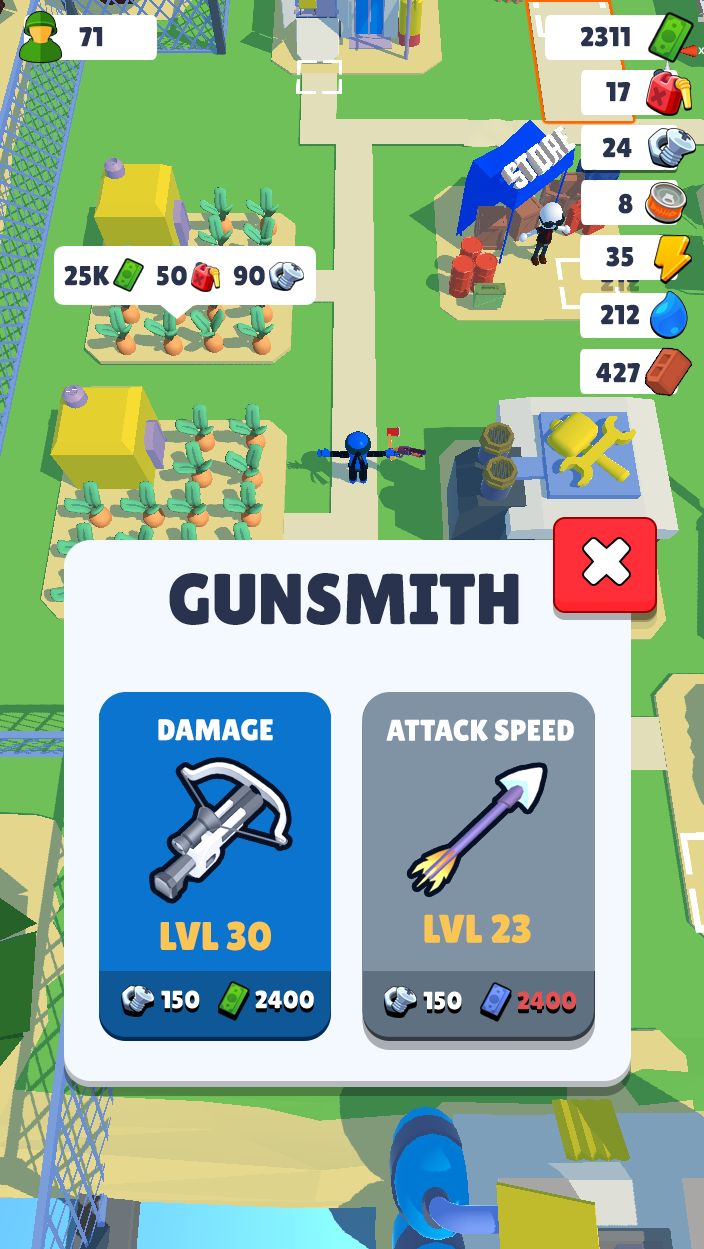 71
2311
17
24
STORE
8
25K 50 90
35
212
427
GUNSMITH
DAMAGE
LVL 30
150 2400
ATTACK SPEED
LVL 23
150 2400